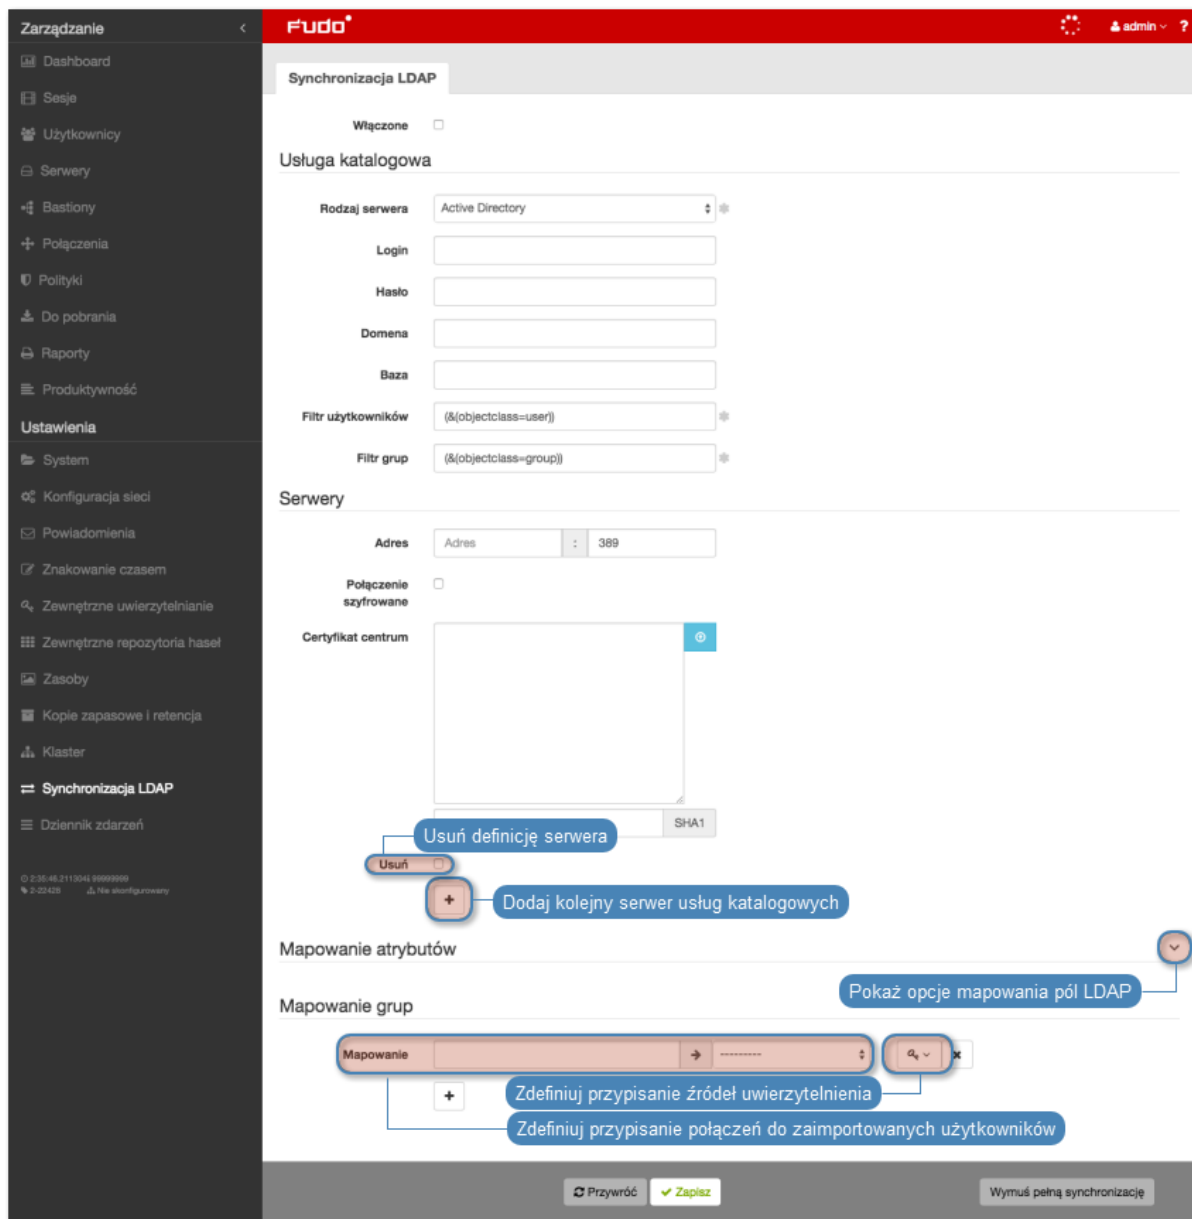 Zarządzanie
Fudo
admin ?
Dashboard
Sesje
Użytkownicy
Serwery
Bastiony
Połączenia
Polityki
Do pobrania
Raporty
Produktywność
Ustawienia
System
Konfiguracja sieci
Powiadomienia
Znakowanie czasem
Zewnętrzne uwierzytelnianie
Zewnętrzne repozytoria haseł
Zasoby
Kopie zapasowe i retencja
Klaster
Synchronizacja LDAP
Dziennik zdarzeń
2-22428 Nie skonfigurowany
Synchronizacja LDAP
Włączone
Usługa katalogowa
Rodzaj serwera Active Directory
Login
Hasło
Domena
Baza
Filtr użytkowników (&(objectclass=user))
Filtr grup (&(objectclass=group))
Serwery
Adres Adres : 389
Połączenie
szyfrowane
Certyfikat centrum
SHA1
Usuń definicję serwera
Usuń
+ Dodaj kolejny serwer usług katalogowych
Mapowanie atrybutów
Pokaż opcje mapowania pól LDAP
Mapowanie grup
Mapowanie ---------
Zdefiniuj przypisanie źródeł uwierzytelnienia
+
Zdefiniuj przypisanie połączeń do zaimportowanych użytkowników
Przywróć Zapisz Wymuś pełną synchronizację